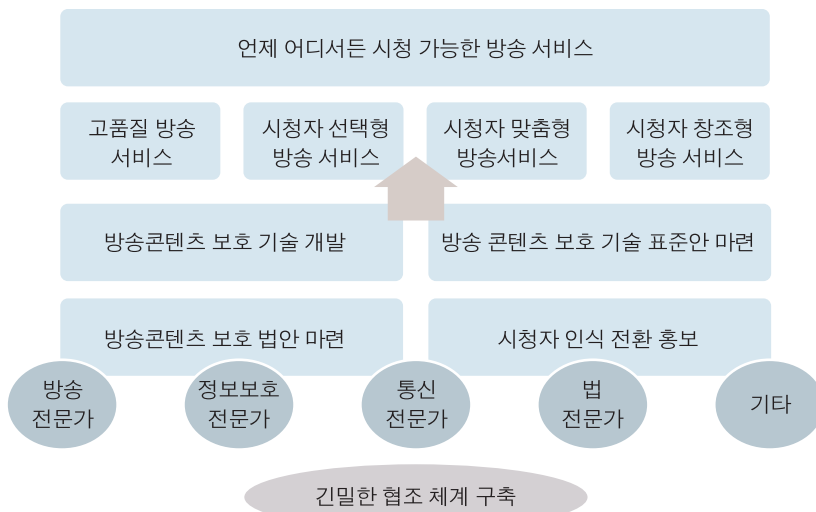 언제 어디서든 시청 가능한 방송 서비스
고품질 방송
서비스
시청자 선택형
방송 서비스
시청자 맞춤형
방송서비스
시청자 창조형
방송 서비스
방송콘텐츠 보호 기술 개발
방송 콘텐츠 보호 기술 표준안 마련
방송콘텐츠 보호 법안 마련
시청자 인식 전환 홍보
방송
전문가
정보보호
전문가
통신
전문가
법
전문가
기타
긴밀한 협조 체계 구축